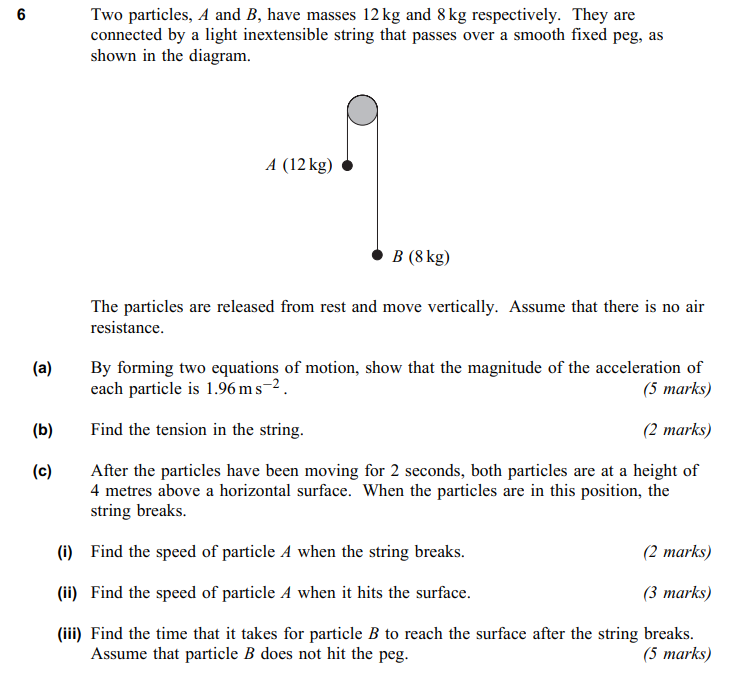 6 Two particles, A and B, have masses 12 kg and 8 kg respectively. They are
connected by a light inextensible string that passes over a smooth fixed peg, as
shown in the diagram.
A (12 kg)
B (8 kg)
The particles are released from rest and move vertically. Assume that there is no air
resistance.
(a) By forming two equations of motion, show that the magnitude of the acceleration of
each particle is 1.96 m s⁻². (5 marks)
(b) Find the tension in the string. (2 marks)
(c) After the particles have been moving for 2 seconds, both particles are at a height of
4 metres above a horizontal surface. When the particles are in this position, the
string breaks.
(i) Find the speed of particle A when the string breaks. (2 marks)
(ii) Find the speed of particle A when it hits the surface. (3 marks)
(iii) Find the time that it takes for particle B to reach the surface after the string breaks.
Assume that particle B does not hit the peg. (5 marks)